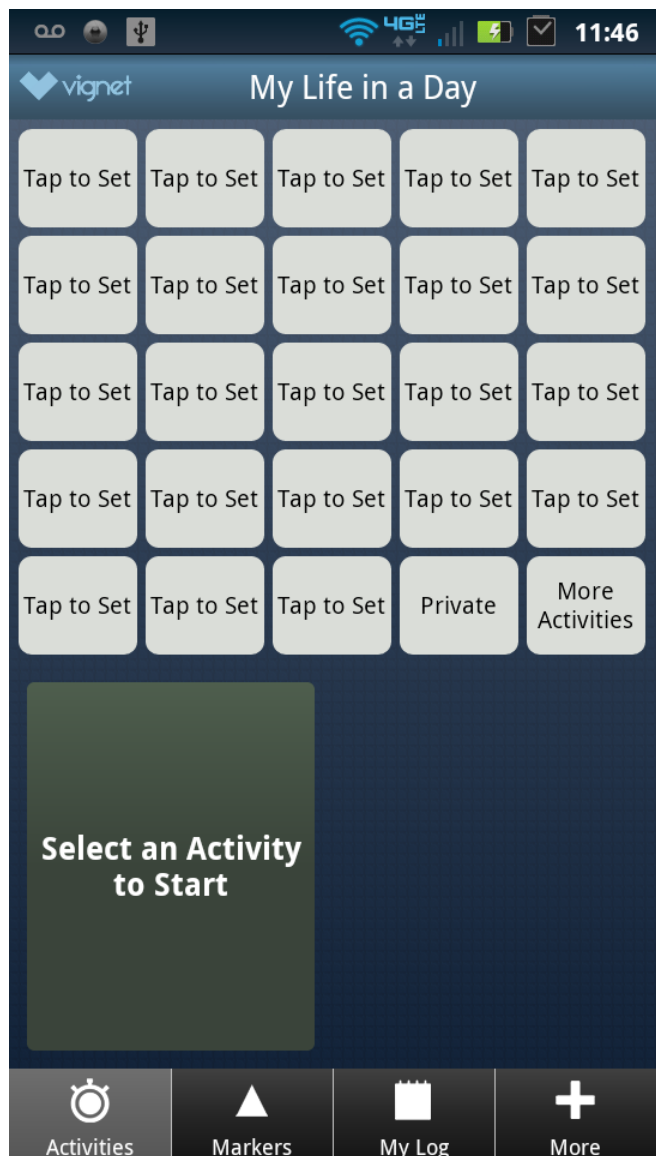 4G LTE 11:46
vignet My Life in a Day
Tap to Set Tap to Set Tap to Set Tap to Set Tap to Set
Tap to Set Tap to Set Tap to Set Tap to Set Tap to Set
Tap to Set Tap to Set Tap to Set Tap to Set Tap to Set
Tap to Set Tap to Set Tap to Set Tap to Set Tap to Set
Tap to Set Tap to Set Tap to Set Private More Activities
Select an Activity
to Start
Activities Markers My Log More